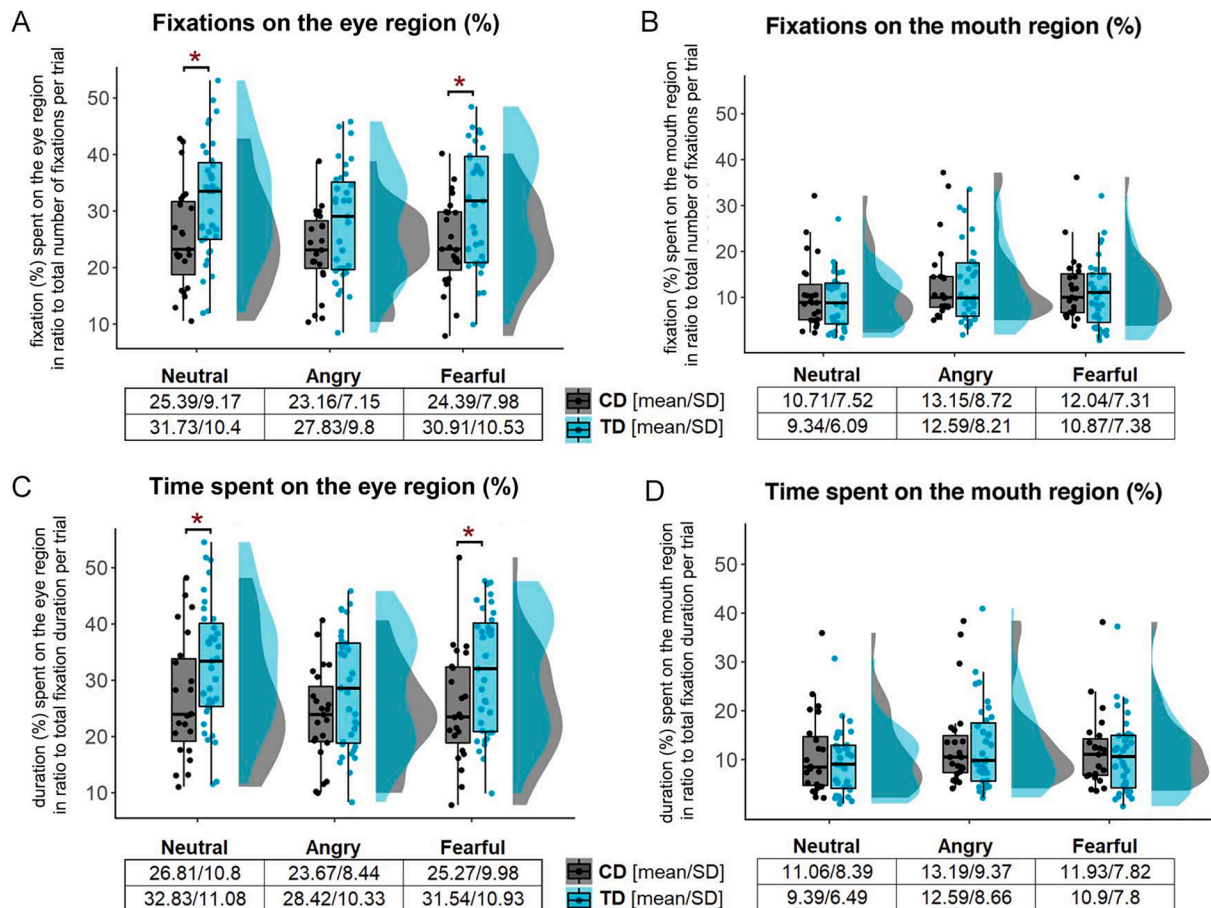 A
Fixations on the eye region (%)
fixation (%) spent on the eye region
in ratio to total number of fixations per trial
50
40
30
20
10
*
*
Neutral Angry Fearful
25.39/9.17 23.16/7.15 24.39/7.98
31.73/10.4 27.83/9.8 30.91/10.53
CD [mean/SD]
TD [mean/SD]
B
Fixations on the mouth region (%)
fixation (%) spent on the mouth region
in ratio to total number of fixations per trial
50
40
30
20
10
Neutral Angry Fearful
10.71/7.52 13.15/8.72 12.04/7.31
9.34/6.09 12.59/8.21 10.87/7.38
C
Time spent on the eye region (%)
duration (%) spent on the eye region
in ratio to total fixation duration per trial
50
40
30
20
10
*
*
Neutral Angry Fearful
26.81/10.8 23.67/8.44 25.27/9.98
32.83/11.08 28.42/10.33 31.54/10.93
CD [mean/SD]
TD [mean/SD]
D
Time spent on the mouth region (%)
duration (%) spent on the mouth region
in ratio to total fixation duration per trial
50
40
30
20
10
Neutral Angry Fearful
11.06/8.39 13.19/9.37 11.93/7.82
9.39/6.49 12.59/8.66 10.9/7.8